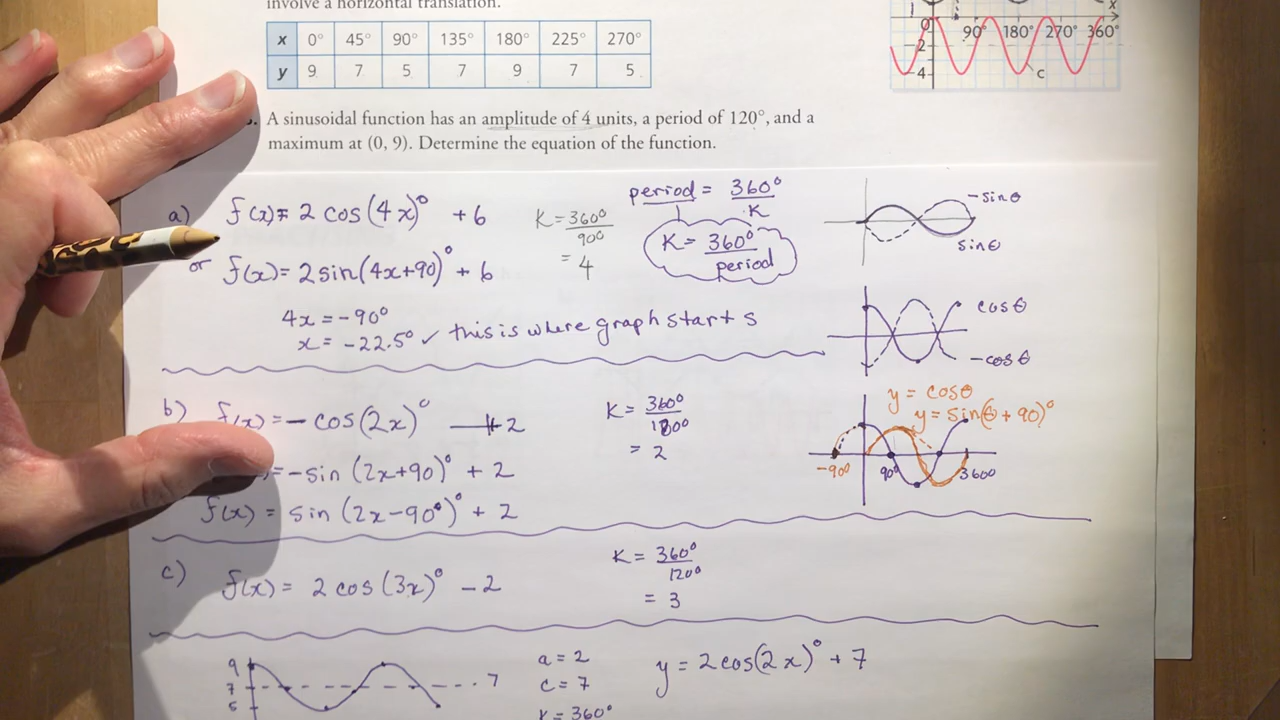 involve a horizontal translation.
x 0° 45° 90° 135° 180° 225° 270°
y 9 7 5 7 9 7 5
0 90° 180° 270° 360° x
-2
-4 c
. A sinusoidal function has an amplitude of 4 units, a period of 120°, and a
maximum at (0, 9). Determine the equation of the function.
a) f(x) = 2 cos(4x)° + 6
or f(x) = 2 sin(4x+90)° + 6
4x = -90°
x = -22.5° ✓ this is where graph starts
K = 360°/90°
= 4
period = 360°/K
K = 360°/period
-sinθ
sinθ
cosθ
-cosθ
b) f(x) = - cos(2x)° + 2
= -sin (2x+90)° + 2
f(x) = sin (2x-90°)° + 2
K = 360°/180°
= 2
y = cosθ
y = sin(θ + 90)°
-90° 90° 360°
c) f(x) = 2 cos(3x)° - 2
K = 360°/120°
= 3
9
7 7
5
a = 2
c = 7
K = 360°
y = 2cos(2x)° + 7